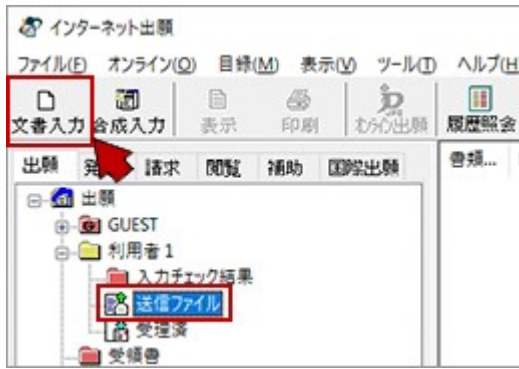 インターネット出願
ファイル(F) オンライン(O) 目録(M) 表示(V) ツール(T) ヘルプ(H
文書入力 合成入力 表示 印刷 オンライン出願 履歴照会
出願 発 請求 閲覧 補助 国際出願 書類...
出願
GUEST
利用者1
入力チェック結果
送信ファイル
受理済
受領書